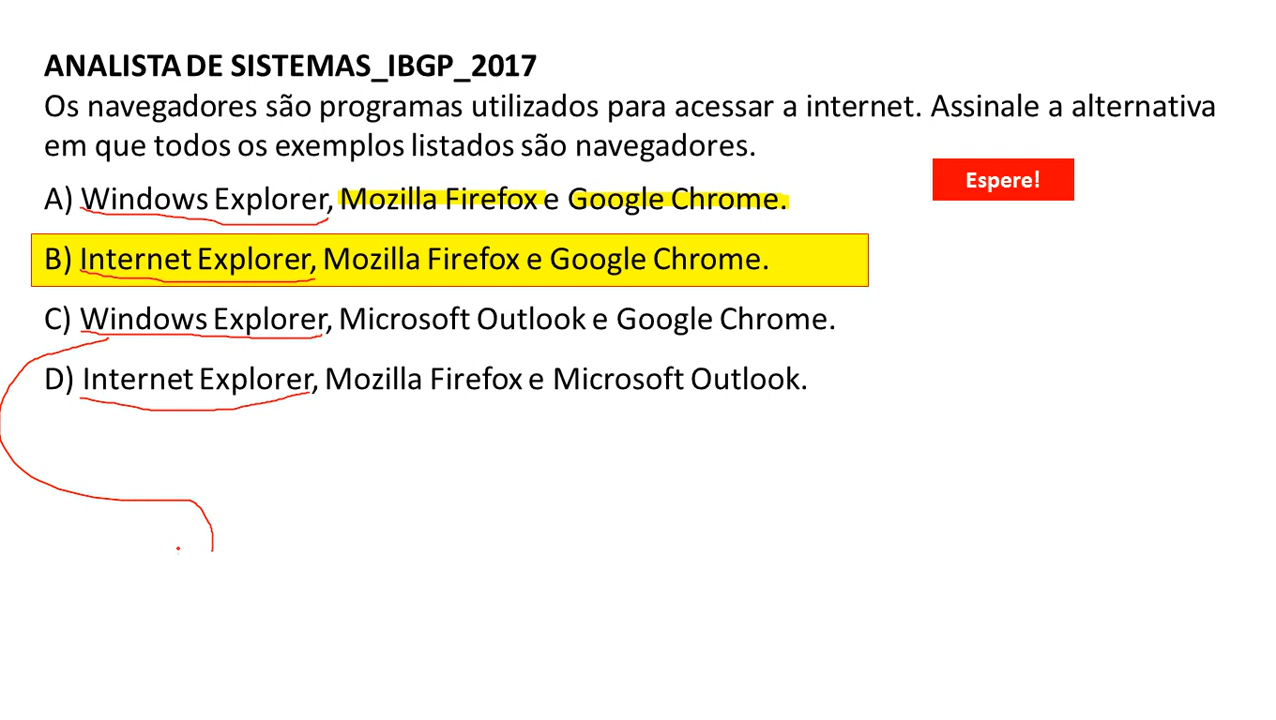 ANALISTA DE SISTEMAS_IBGP_2017
Os navegadores são programas utilizados para acessar a internet. Assinale a alternativa
em que todos os exemplos listados são navegadores.
Espere!
A) Windows Explorer, Mozilla Firefox e Google Chrome.
B) Internet Explorer, Mozilla Firefox e Google Chrome.
C) Windows Explorer, Microsoft Outlook e Google Chrome.
D) Internet Explorer, Mozilla Firefox e Microsoft Outlook.